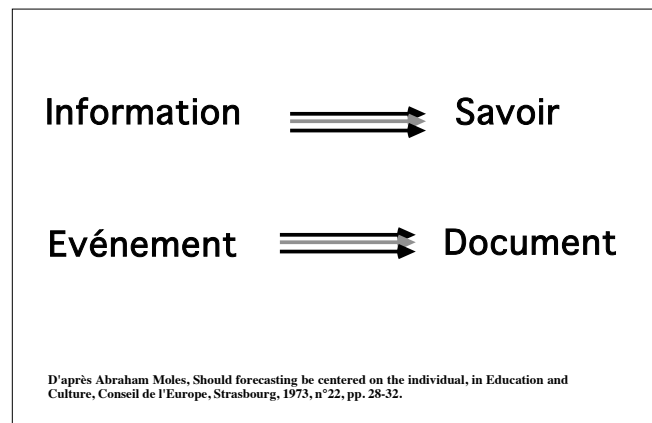 Information Savoir
Evénement Document
D'après Abraham Moles, Should forecasting be centered on the individual, in Education and
Culture, Conseil de l'Europe, Strasbourg, 1973, n°22, pp. 28-32.